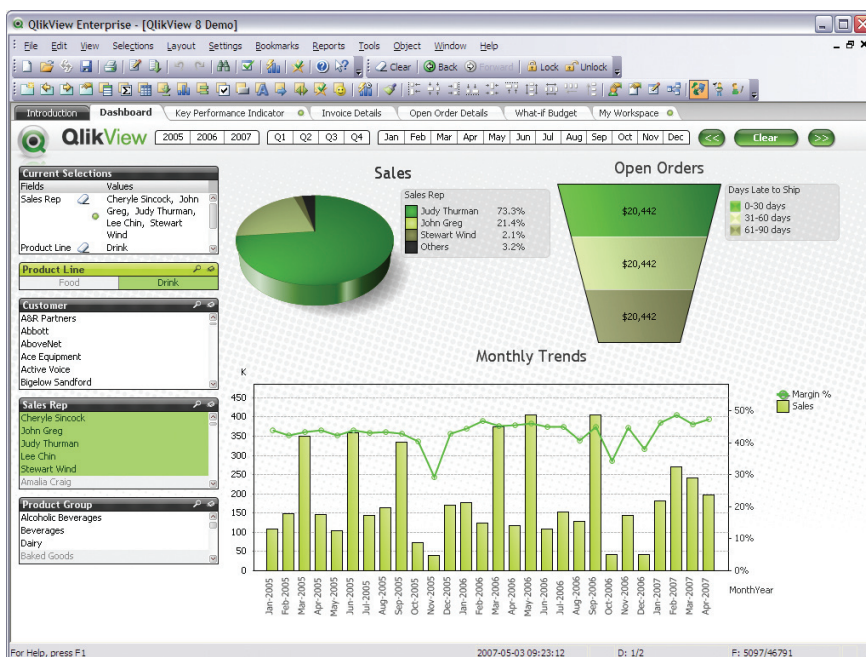 QlikView Enterprise - [QlikView 8 Demo]
File Edit View Selections Layout Settings Bookmarks Reports Tools Object Window Help
Clear Back Forward Lock Unlock
Introduction Dashboard Key Performance Indicator Invoice Details Open Order Details What-if Budget My Workspace
QlikView 2005 2006 2007 Q1 Q2 Q3 Q4 Jan Feb Mar Apr May Jun Jul Aug Sep Oct Nov Dec << Clear >>
Current Selections
Fields Values
Sales Rep Cheryle Sincock, John
Greg, Judy Thurman,
Lee Chin, Stewart
Wind
Product Line Drink
Product Line
Food Drink
Customer
A&R Partners
Abbott
AboveNet
Ace Equipment
Active Voice
Bigelow Sandford
Sales Rep
Cheryle Sincock
John Greg
Judy Thurman
Lee Chin
Stewart Wind
Amalia Craig
Product Group
Alcoholic Beverages
Beverages
Dairy
Baked Goods
Sales
Sales Rep
Judy Thurman 73.3%
John Greg 21.4%
Stewart Wind 2.1%
Others 3.2%
Open Orders
$20,442
$20,442
$20,442
Days Late to Ship
0-30 days
31-60 days
61-90 days
Monthly Trends
K
450
400
350
300
250
200
150
100
50
0
50%
40%
30%
20%
10%
0%
Margin %
Sales
Jan-2005
Feb-2005
Mar-2005
Apr-2005
May-2005
Jun-2005
Jul-2005
Aug-2005
Sep-2005
Oct-2005
Nov-2005
Dec-2005
Jan-2006
Feb-2006
Mar-2006
Apr-2006
May-2006
Jun-2006
Jul-2006
Aug-2006
Sep-2006
Oct-2006
Nov-2006
Dec-2006
Jan-2007
Feb-2007
Mar-2007
Apr-2007
MonthYear
For Help, press F1 2007-05-03 09:23:12 D: 1/2 F: 5097/46791